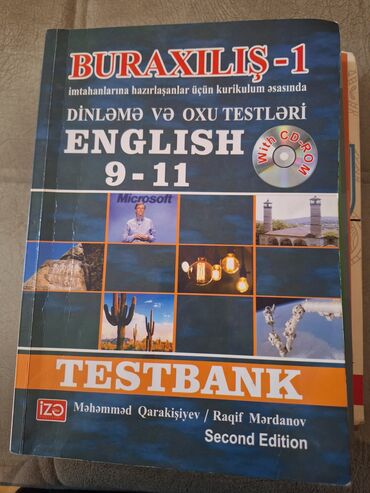 BURAXILIŞ-1
imtahanlarına hazırlaşanlar üçün kurikulum əsasında
DİNLƏMƏ VƏ OXU TESTLƏRİ
ENGLISH
With CD-ROM
9-11
Microsoft
TESTBANK
İZƏ
Məhəmməd Qarakişiyev / Raqif Mərdanov
Second Edition